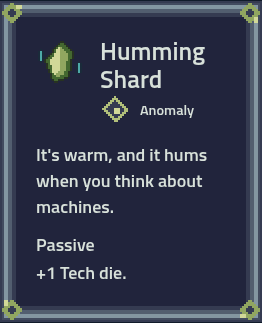 Humming
Shard
Anomaly
It's warm, and it hums
when you think about
machines.
Passive
+1 Tech die.